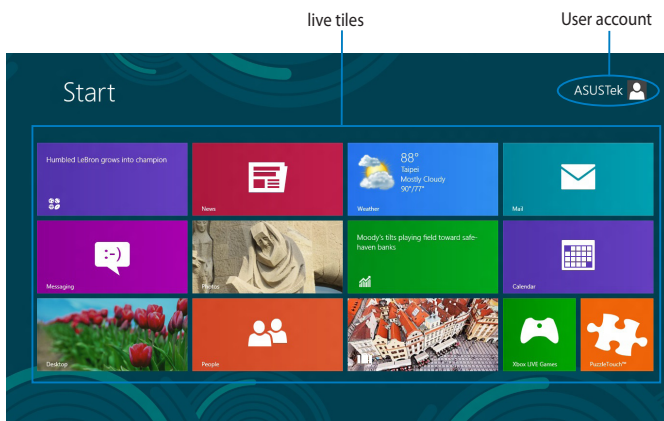 live tiles
User account
Start
ASUSTek
Humbled LeBron grows into champion
News
88°
Taipei
Mostly Cloudy
90°/77°
Weather
Mail
Messaging
Photos
Moody's tilts playing field toward safe-
haven banks
Calendar
Desktop
People
Xbox LIVE Games
PuzzleTouch™